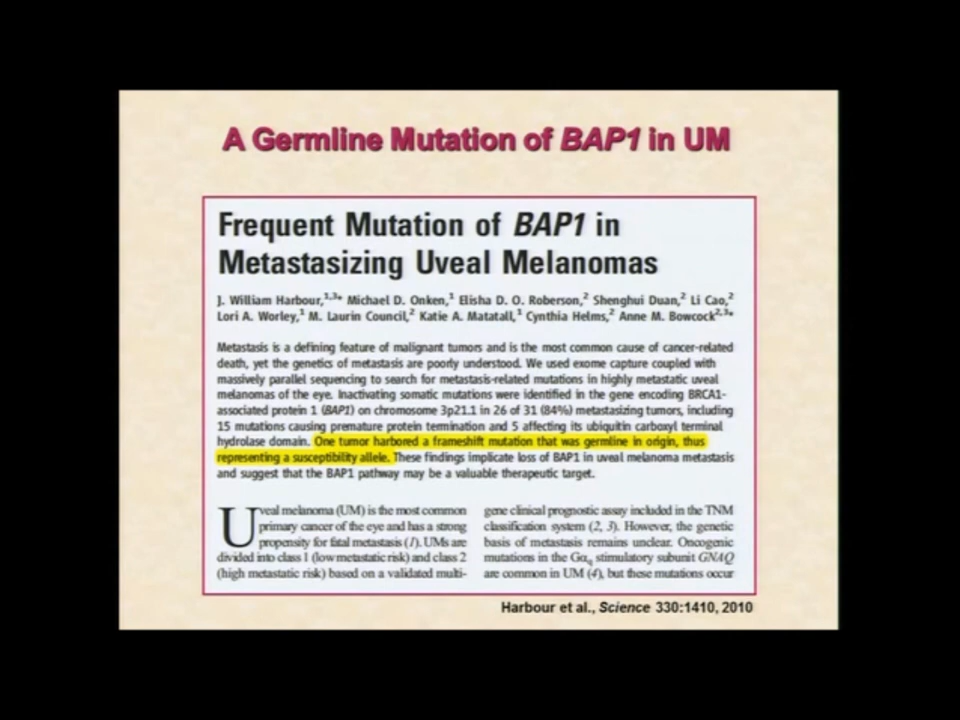 A Germline Mutation of BAP1 in UM
Frequent Mutation of BAP1 in
Metastasizing Uveal Melanomas
J. William Harbour,1,3* Michael D. Onken,1 Elisha D. O. Roberson,2 Shenghui Duan,2 Li Cao,2
Lori A. Worley,1 M. Laurin Council,2 Katie A. Matatall,1 Cynthia Helms,2 Anne M. Bowcock2,3*
Metastasis is a defining feature of malignant tumors and is the most common cause of cancer-related
death, yet the genetics of metastasis are poorly understood. We used exome capture coupled with
massively parallel sequencing to search for metastasis-related mutations in highly metastatic uveal
melanomas of the eye. Inactivating somatic mutations were identified in the gene encoding BRCA1-
associated protein 1 (BAP1) on chromosome 3p21.1 in 26 of 31 (84%) metastasizing tumors, including
15 mutations causing premature protein termination and 5 affecting its ubiquitin carboxyl terminal
hydrolase domain. One tumor harbored a frameshift mutation that was germline in origin, thus
representing a susceptibility allele. These findings implicate loss of BAP1 in uveal melanoma metastasis
and suggest that the BAP1 pathway may be a valuable therapeutic target.
Uveal melanoma (UM) is the most common
primary cancer of the eye and has a strong
propensity for fatal metastasis (1). UMs are
divided into class 1 (low metastatic risk) and class 2
(high metastatic risk) based on a validated multi-
gene clinical prognostic assay included in the TNM
classification system (2, 3). However, the genetic
basis of metastasis remains unclear. Oncogenic
mutations in the Gαq stimulatory subunit GNAQ
are common in UM (4), but these mutations occur
Harbour et al., Science 330:1410, 2010